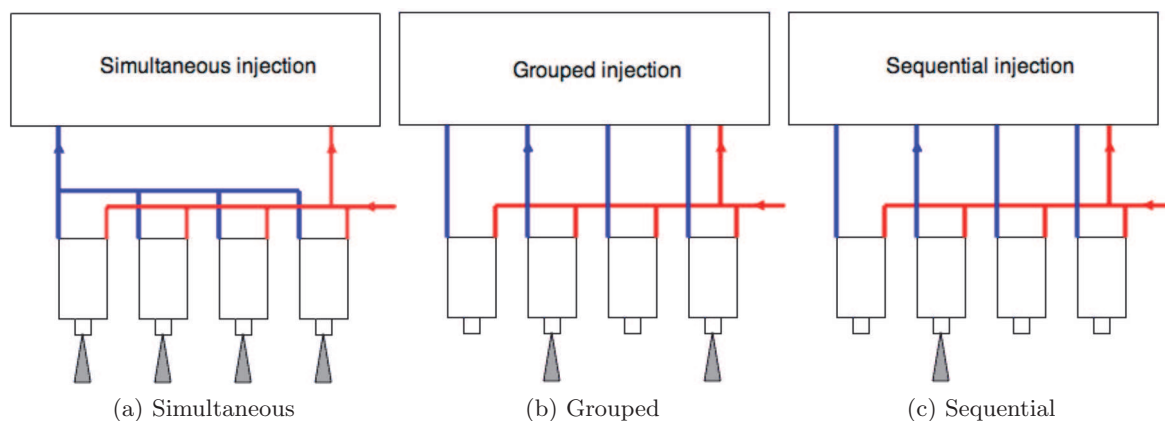 Simultaneous injection
Grouped injection
Sequential injection
(a) Simultaneous
(b) Grouped
(c) Sequential